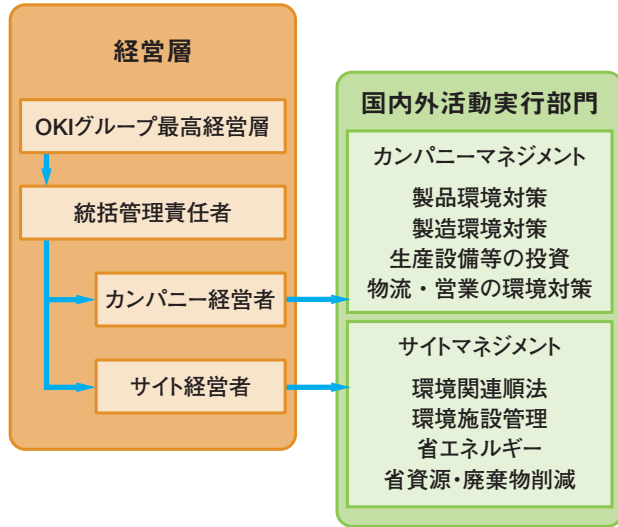 経営層
OKIグループ最高経営層
統括管理責任者
カンパニー経営者
サイト経営者
国内外活動実行部門
カンパニーマネジメント
製品環境対策
製造環境対策
生産設備等の投資
物流・営業の環境対策
サイトマネジメント
環境関連順法
環境施設管理
省エネルギー
省資源・廃棄物削減